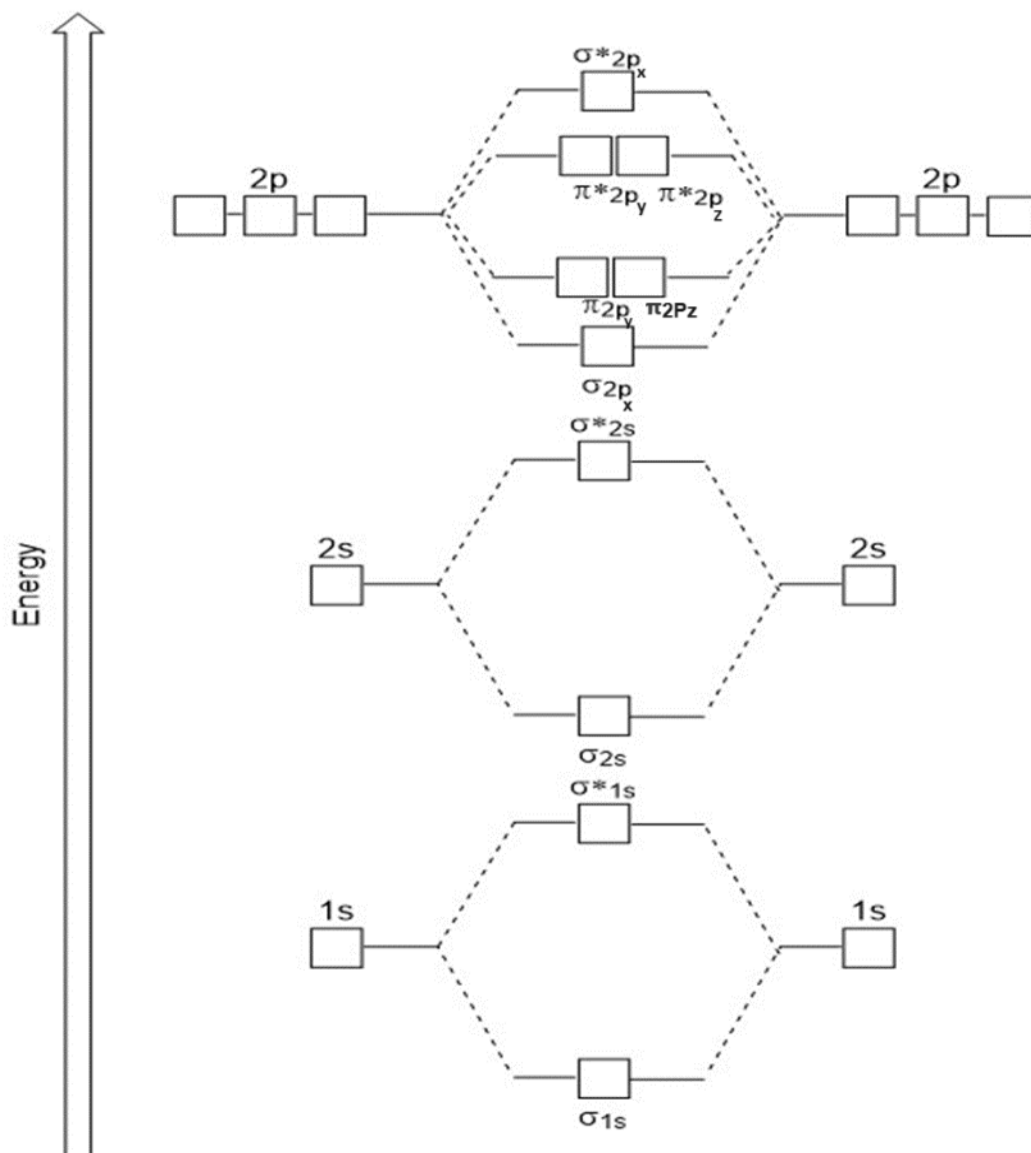 σ*2px
2p 2p
π*2py π*2pz
π2py π2Pz
σ2px
σ*2s
2s 2s
Energy
σ2s
σ*1s
1s 1s
σ1s